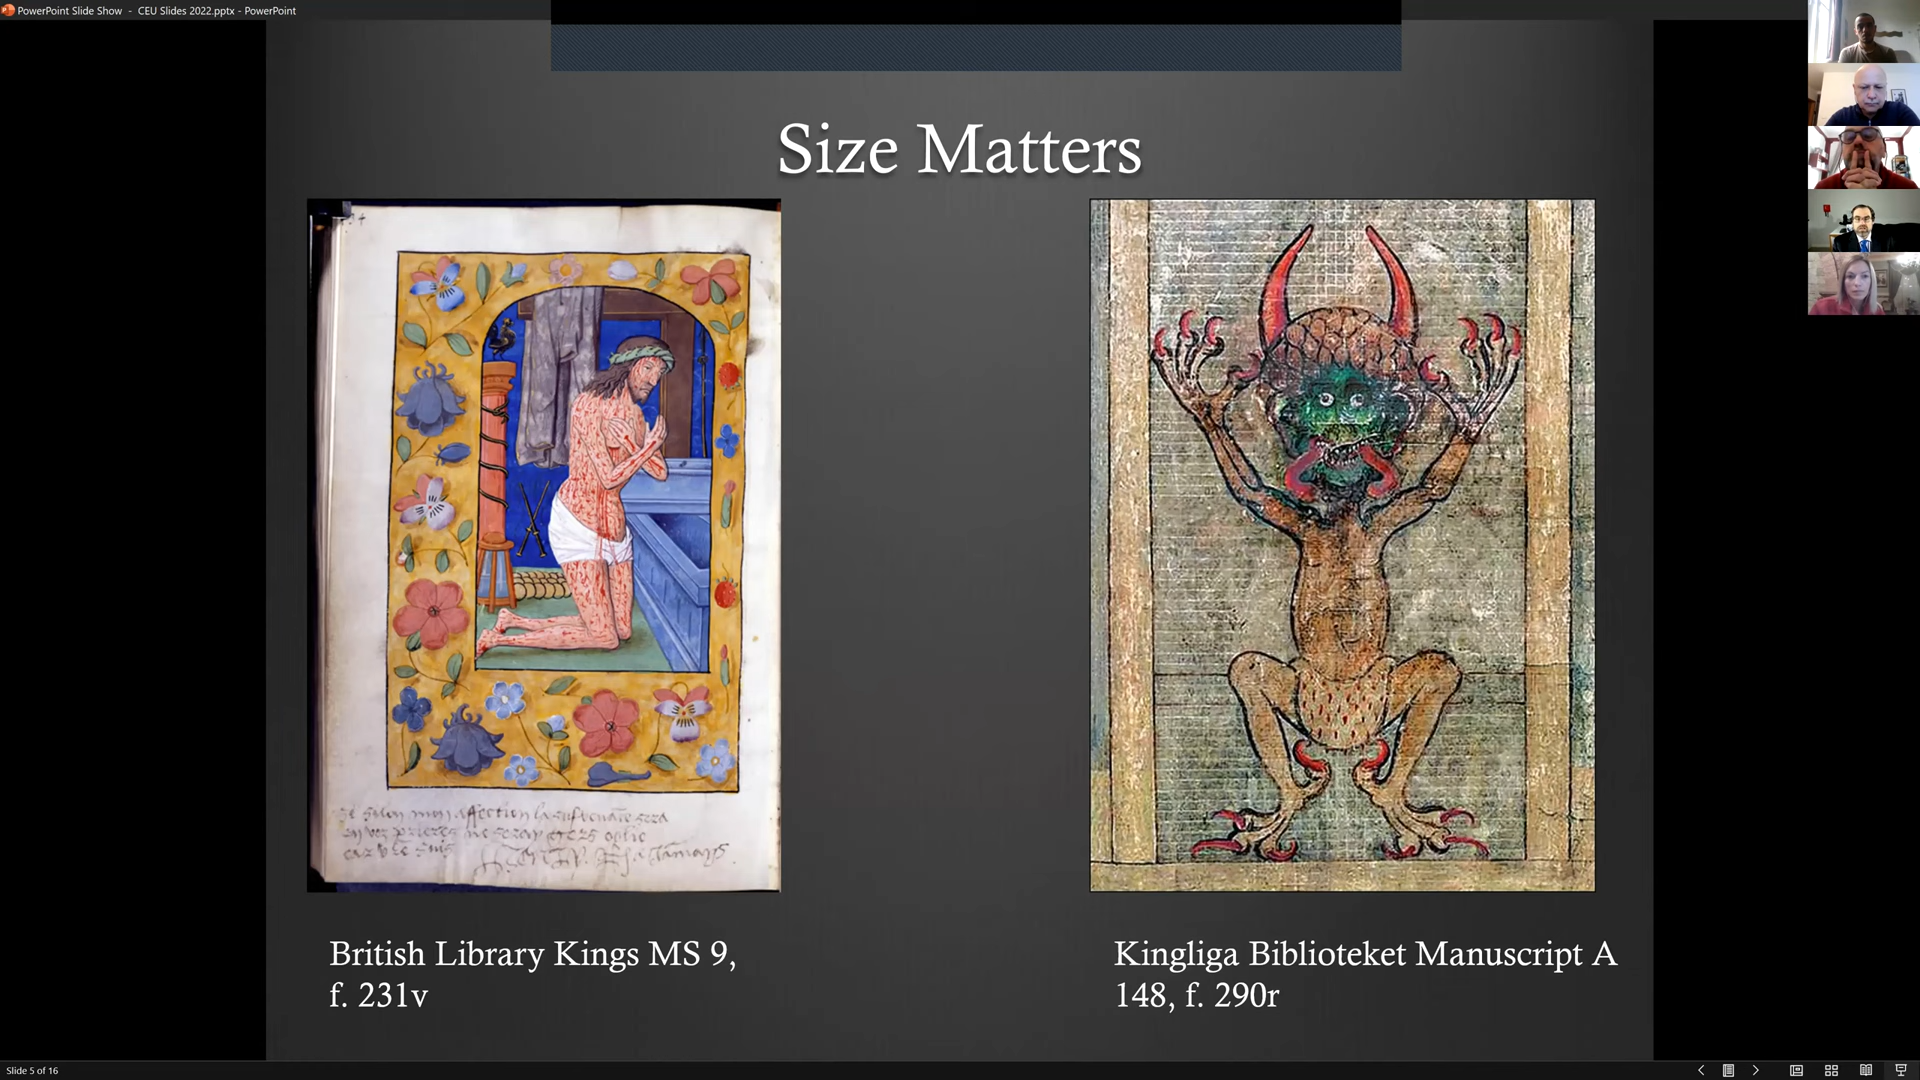 PowerPoint Slide Show - CEU Slides 2022.pptx - PowerPoint
Size Matters
British Library Kings MS 9,
f. 231v
Kingliga Biblioteket Manuscript A
148, f. 290r
Slide 5 of 16